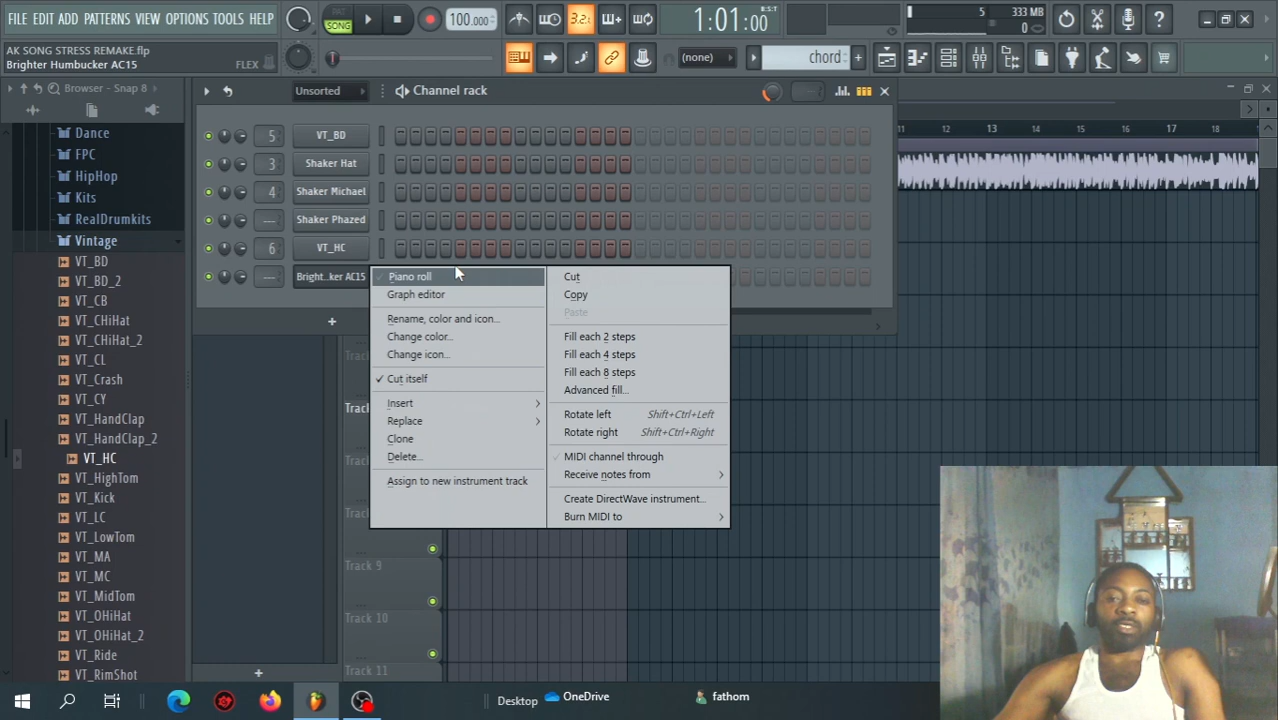 FILE EDIT ADD PATTERNS VIEW OPTIONS TOOLS HELP
PAT
SONG
100.000
3.2
1:01:00
B:S:T
5
333 MB
0
AK SONG STRESS REMAKE.flp
Brighter Humbucker AC15
FLEX
(none)
chord
Browser - Snap 8
Unsorted
Channel rack
Dance
FPC
HipHop
Kits
RealDrumkits
Vintage
VT_BD
VT_BD_2
VT_CB
VT_CHiHat
VT_CHiHat_2
VT_CL
VT_Crash
VT_CY
VT_HandClap
VT_HandClap_2
VT_HC
VT_HighTom
VT_Kick
VT_LC
VT_LowTom
VT_MA
VT_MC
VT_MidTom
VT_OHiHat
VT_OHiHat_2
VT_Ride
VT_RimShot
5
VT_BD
3
Shaker Hat
4
Shaker Michael
---
Shaker Phazed
6
VT_HC
---
Bright..ker AC15
11
12
13
14
15
16
17
18
Piano roll
Graph editor
Rename, color and icon...
Change color...
Change icon...
Cut itself
Insert
Replace
Clone
Delete...
Assign to new instrument track
Cut
Copy
Paste
Fill each 2 steps
Fill each 4 steps
Fill each 8 steps
Advanced fill...
Rotate left Shift+Ctrl+Left
Rotate right Shift+Ctrl+Right
MIDI channel through
Receive notes from
Create DirectWave instrument...
Burn MIDI to
Track 9
Track 10
Track 11
Desktop
OneDrive
fathom